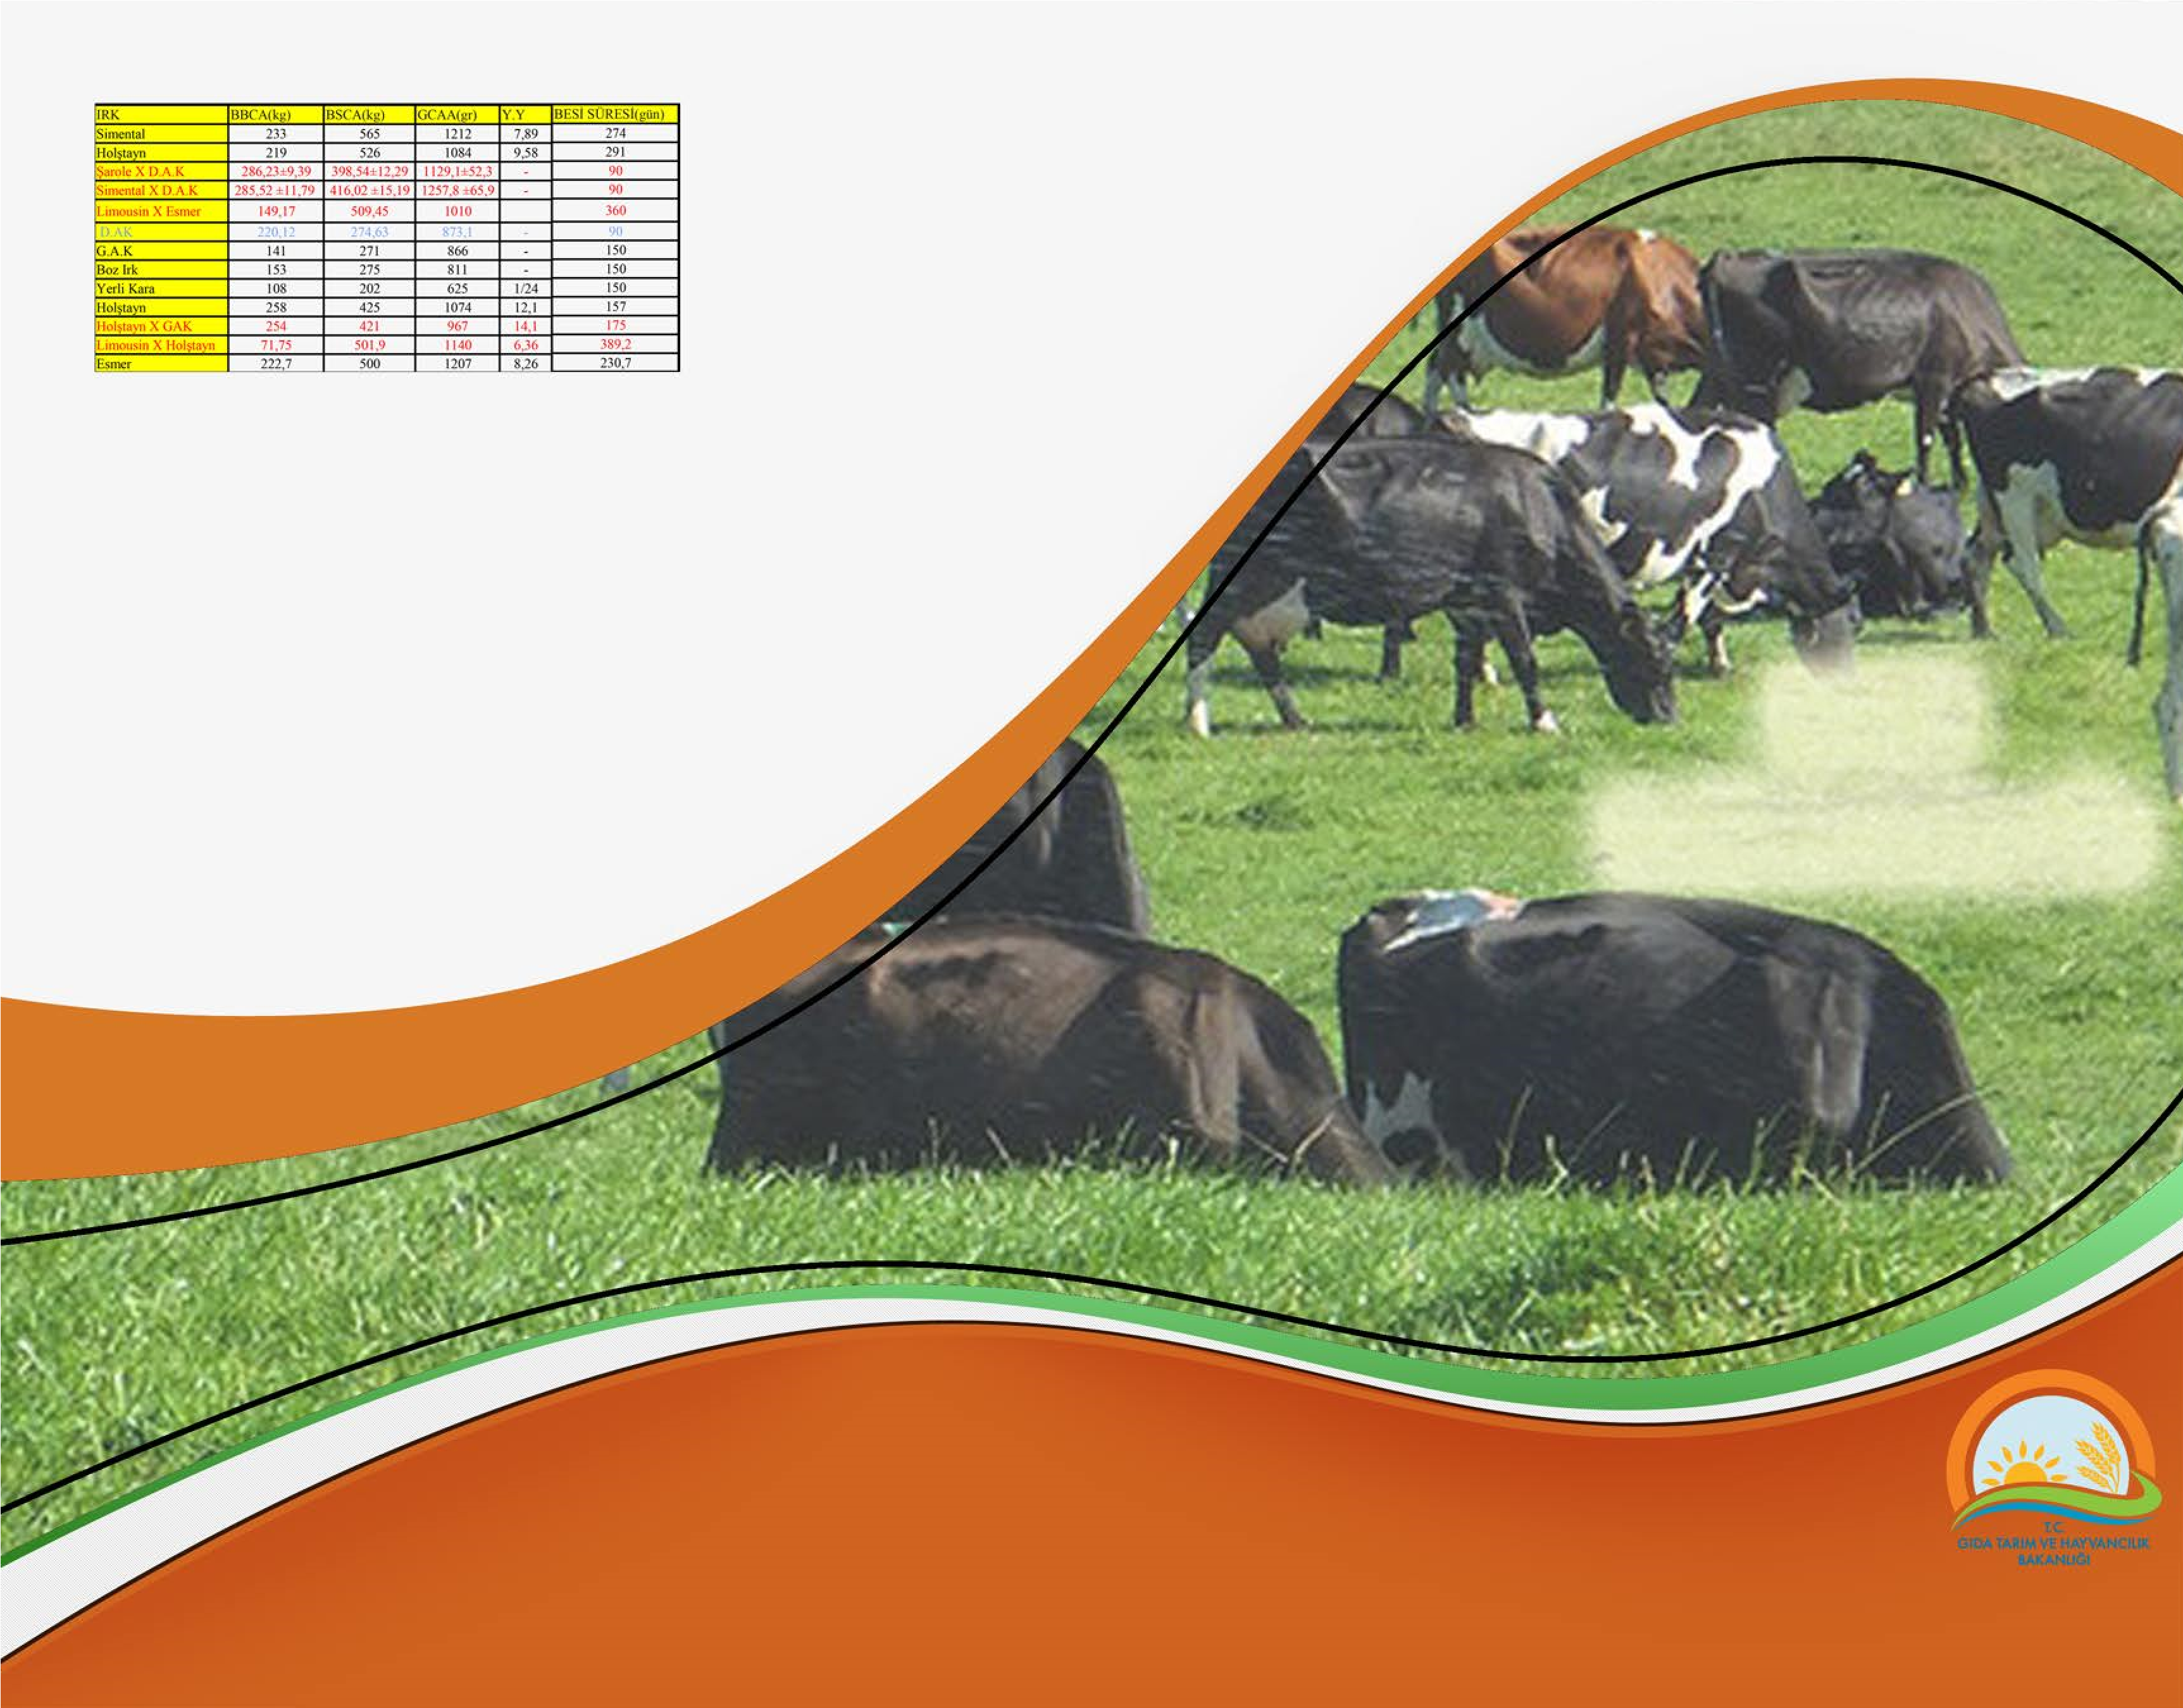 IRK BBCA(kg) BSCA(kg) GCAA(gr) Y.Y BESİ SÜRESİ(gün)
Simental 233 565 1212 7,89 274
Holştayn 219 526 1084 9,58 291
Şarole X D.A.K 286,23±9,39 398,54±12,29 1129,1±52,3 - 90
Simental X D.A.K 285,52 ±11,79 416,02 ±15,19 1257,8 ±65,9 - 90
Limousin X Esmer 149,17 509,45 1010 360
D.AK 220,12 274,63 873,1 - 90
G.A.K 141 271 866 - 150
Boz Irk 153 275 811 - 150
Yerli Kara 108 202 625 1/24 150
Holştayn 258 425 1074 12,1 157
Holştayn X GAK 254 421 967 14,1 175
Limousin X Holştayn 71,75 501,9 1140 6,36 389,2
Esmer 222,7 500 1207 8,26 230,7
T.C.
GIDA TARIM VE HAYVANCILIK
BAKANLIĞI